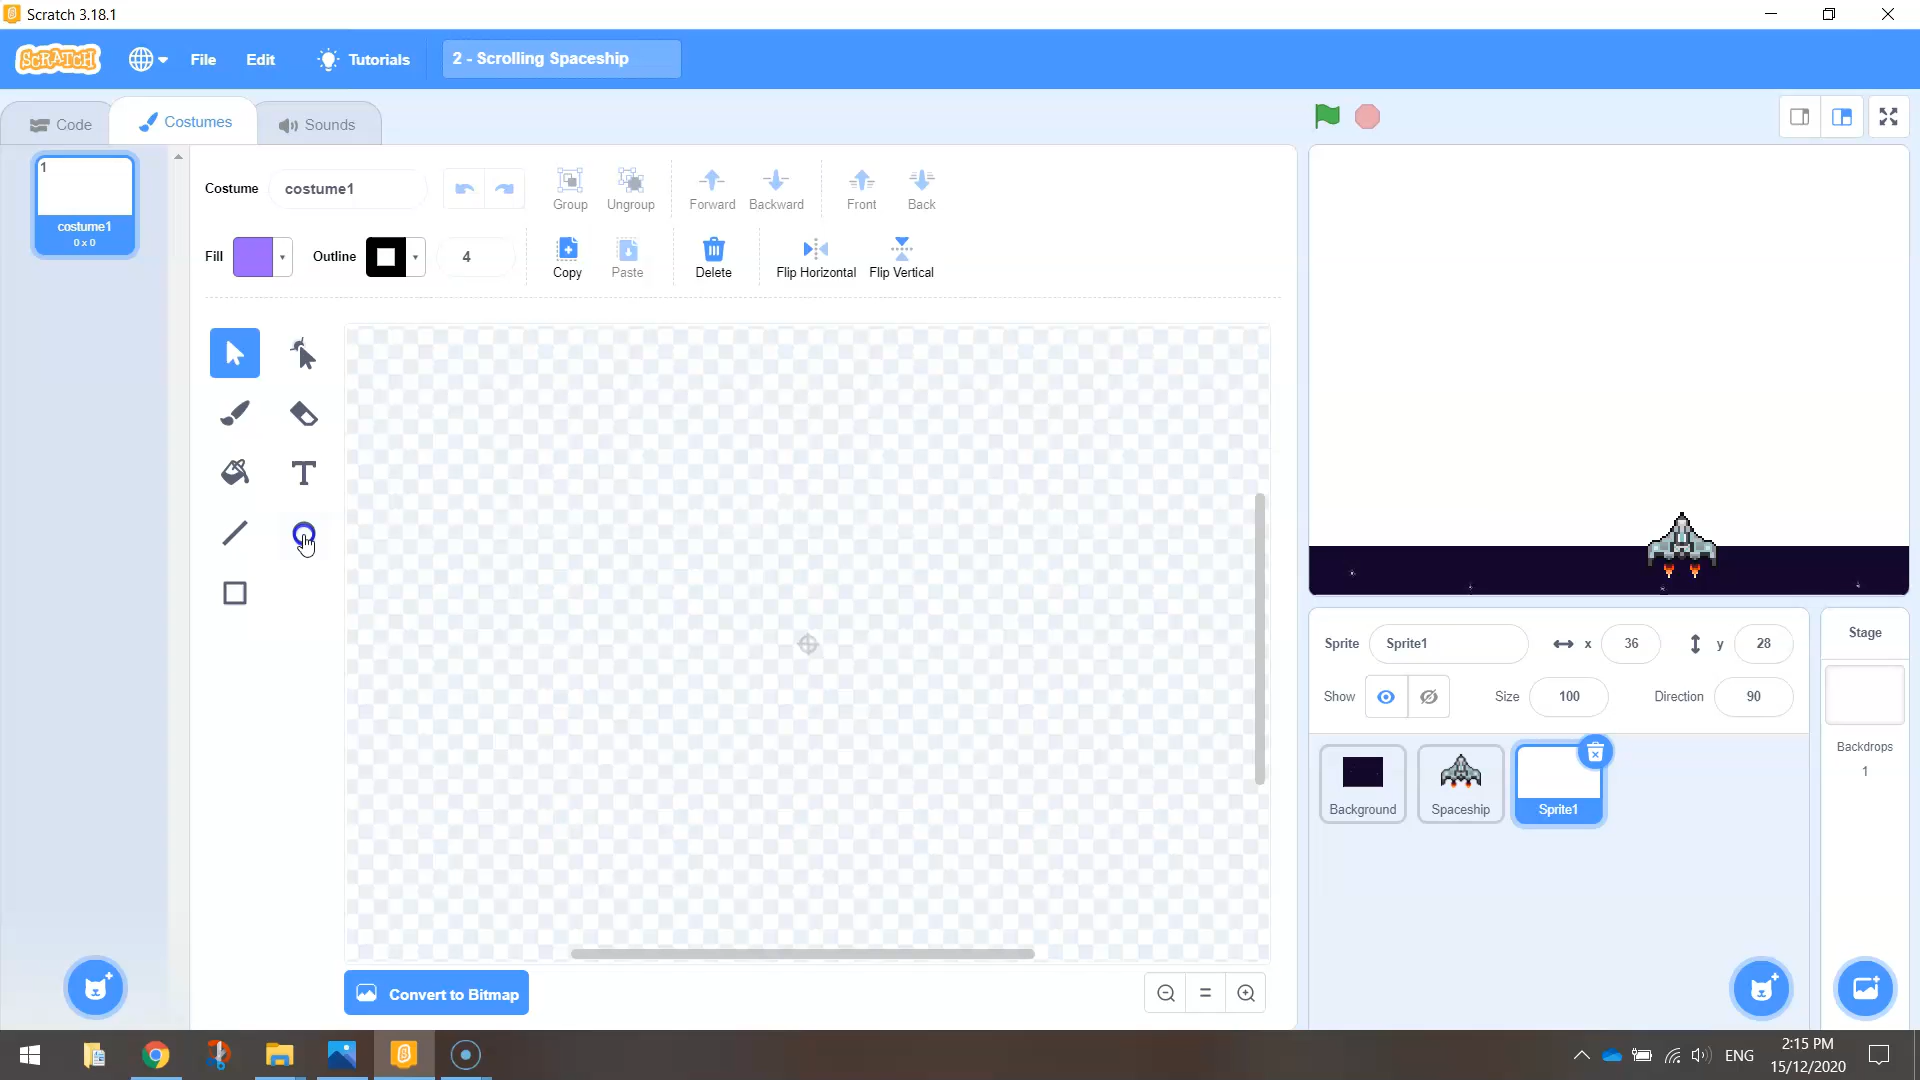 Scratch 3.18.1
SCRATCH File Edit Tutorials 2 - Scrolling Spaceship
Code Costumes Sounds
1
costume1
0 x 0
Costume costume1 Group Ungroup Forward Backward Front Back
Fill Outline 4 Copy Paste Delete Flip Horizontal Flip Vertical
T
Convert to Bitmap
Sprite Sprite1 x 36 y 28
Show Size 100 Direction 90
Background Spaceship Sprite1
Stage
Backdrops
1
ENG 2:15 PM
15/12/2020